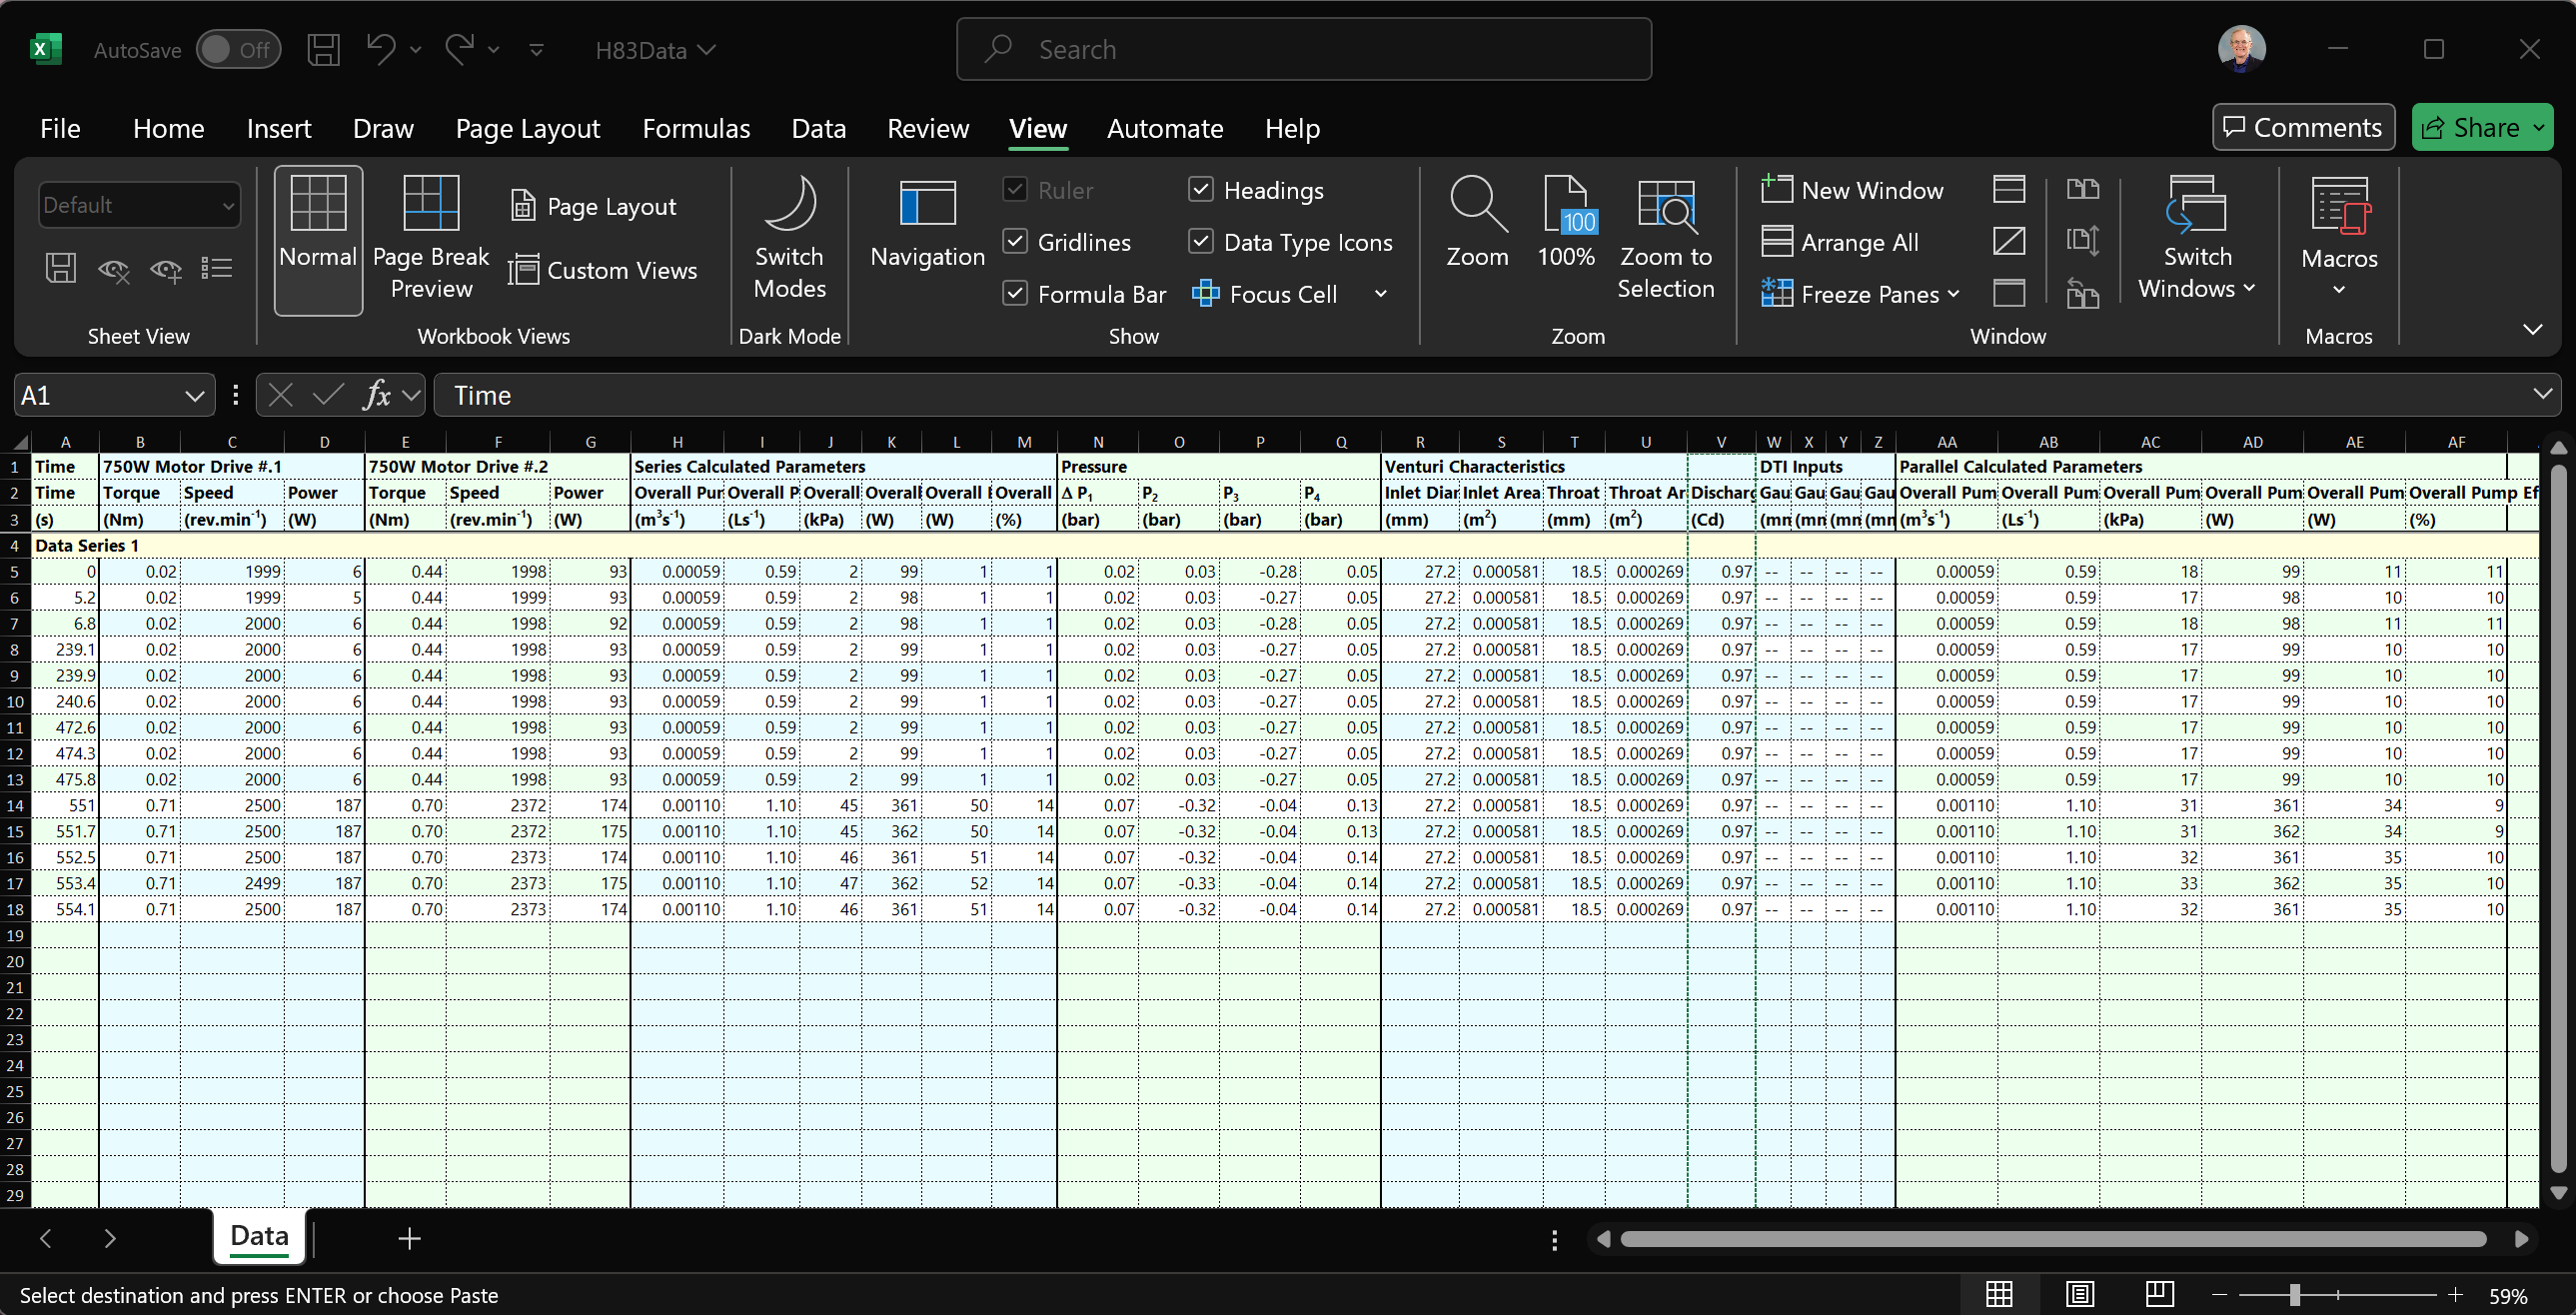 AutoSave Off H83Data Search
File Home Insert Draw Page Layout Formulas Data Review View Automate Help Comments Share
Default Normal Page Break Preview Page Layout Custom Views Switch Modes Navigation Ruler Gridlines Formula Bar Headings Data Type Icons Focus Cell Zoom 100 100% Zoom to Selection New Window Arrange All Freeze Panes Switch Windows Macros
Sheet View Workbook Views Dark Mode Show Zoom Window Macros
A1 fx Time
A B C D E F G H I J K L M N O P Q R S T U V W X Y Z AA AB AC AD AE AF
1 Time 750W Motor Drive #.1 750W Motor Drive #.2 Series Calculated Parameters Pressure Venturi Characteristics DTI Inputs Parallel Calculated Parameters
2 Time Torque Speed Power Torque Speed Power Overall Pur Overall P Overall Overall Overall Overall Δ P₁ P₂ P₃ P₄ Inlet Diar Inlet Area Throat Throat Ar Discharg Gau Gau Gau Gau Overall Pum Overall Pum Overall Pum Overall Pum Overall Pum Overall Pump Ef
3 (s) (Nm) (rev.min⁻¹) (W) (Nm) (rev.min⁻¹) (W) (m³s⁻¹) (Ls⁻¹) (kPa) (W) (W) (%) (bar) (bar) (bar) (bar) (mm) (m²) (mm) (m²) (Cd) (mn (mn (mn (mn (m³s⁻¹) (Ls⁻¹) (kPa) (W) (W) (%)
4 Data Series 1
5 0 0.02 1999 6 0.44 1998 93 0.00059 0.59 2 99 1 1 0.02 0.03 -0.28 0.05 27.2 0.000581 18.5 0.000269 0.97 -- -- -- -- 0.00059 0.59 18 99 11 11
6 5.2 0.02 1999 5 0.44 1999 93 0.00059 0.59 2 98 1 1 0.02 0.03 -0.27 0.05 27.2 0.000581 18.5 0.000269 0.97 -- -- -- -- 0.00059 0.59 17 98 10 10
7 6.8 0.02 2000 6 0.44 1998 92 0.00059 0.59 2 98 1 1 0.02 0.03 -0.28 0.05 27.2 0.000581 18.5 0.000269 0.97 -- -- -- -- 0.00059 0.59 18 98 11 11
8 239.1 0.02 2000 6 0.44 1998 93 0.00059 0.59 2 99 1 1 0.02 0.03 -0.27 0.05 27.2 0.000581 18.5 0.000269 0.97 -- -- -- -- 0.00059 0.59 17 99 10 10
9 239.9 0.02 2000 6 0.44 1998 93 0.00059 0.59 2 99 1 1 0.02 0.03 -0.27 0.05 27.2 0.000581 18.5 0.000269 0.97 -- -- -- -- 0.00059 0.59 17 99 10 10
10 240.6 0.02 2000 6 0.44 1998 93 0.00059 0.59 2 99 1 1 0.02 0.03 -0.27 0.05 27.2 0.000581 18.5 0.000269 0.97 -- -- -- -- 0.00059 0.59 17 99 10 10
11 472.6 0.02 2000 6 0.44 1998 93 0.00059 0.59 2 99 1 1 0.02 0.03 -0.27 0.05 27.2 0.000581 18.5 0.000269 0.97 -- -- -- -- 0.00059 0.59 17 99 10 10
12 474.3 0.02 2000 6 0.44 1998 93 0.00059 0.59 2 99 1 1 0.02 0.03 -0.27 0.05 27.2 0.000581 18.5 0.000269 0.97 -- -- -- -- 0.00059 0.59 17 99 10 10
13 475.8 0.02 2000 6 0.44 1998 93 0.00059 0.59 2 99 1 1 0.02 0.03 -0.27 0.05 27.2 0.000581 18.5 0.000269 0.97 -- -- -- -- 0.00059 0.59 17 99 10 10
14 551 0.71 2500 187 0.70 2372 174 0.00110 1.10 45 361 50 14 0.07 -0.32 -0.04 0.13 27.2 0.000581 18.5 0.000269 0.97 -- -- -- -- 0.00110 1.10 31 361 34 9
15 551.7 0.71 2500 187 0.70 2372 175 0.00110 1.10 45 362 50 14 0.07 -0.32 -0.04 0.13 27.2 0.000581 18.5 0.000269 0.97 -- -- -- -- 0.00110 1.10 31 362 34 9
16 552.5 0.71 2500 187 0.70 2373 174 0.00110 1.10 46 361 51 14 0.07 -0.32 -0.04 0.14 27.2 0.000581 18.5 0.000269 0.97 -- -- -- -- 0.00110 1.10 32 361 35 10
17 553.4 0.71 2499 187 0.70 2373 175 0.00110 1.10 47 362 52 14 0.07 -0.33 -0.04 0.14 27.2 0.000581 18.5 0.000269 0.97 -- -- -- -- 0.00110 1.10 33 362 35 10
18 554.1 0.71 2500 187 0.70 2373 174 0.00110 1.10 46 361 51 14 0.07 -0.32 -0.04 0.14 27.2 0.000581 18.5 0.000269 0.97 -- -- -- -- 0.00110 1.10 32 361 35 10
19
20
21
22
23
24
25
26
27
28
29
Data
Select destination and press ENTER or choose Paste 59%